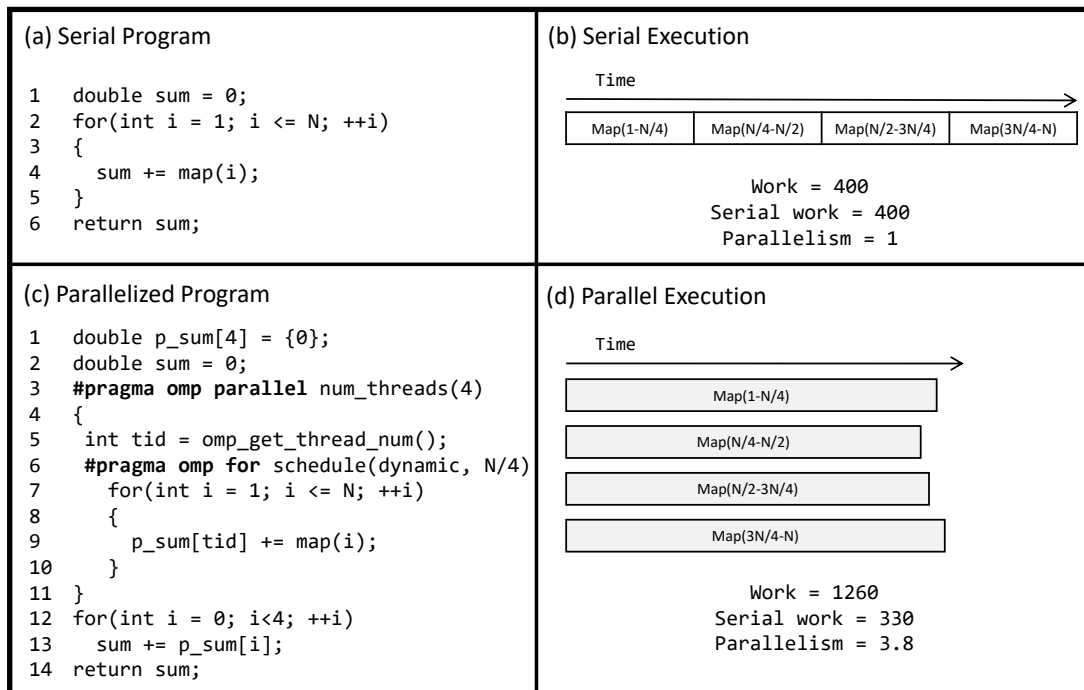 (a) Serial Program
1 double sum = 0;
2 for(int i = 1; i <= N; ++i)
3 {
4 sum += map(i);
5 }
6 return sum;
(b) Serial Execution
Time
Map(1-N/4) Map(N/4-N/2) Map(N/2-3N/4) Map(3N/4-N)
Work = 400
Serial work = 400
Parallelism = 1
(c) Parallelized Program
1 double p_sum[4] = {0};
2 double sum = 0;
3 #pragma omp parallel num_threads(4)
4 {
5 int tid = omp_get_thread_num();
6 #pragma omp for schedule(dynamic, N/4)
7 for(int i = 1; i <= N; ++i)
8 {
9 p_sum[tid] += map(i);
10 }
11 }
12 for(int i = 0; i<4; ++i)
13 sum += p_sum[i];
14 return sum;
(d) Parallel Execution
Time
Map(1-N/4)
Map(N/4-N/2)
Map(N/2-3N/4)
Map(3N/4-N)
Work = 1260
Serial work = 330
Parallelism = 3.8